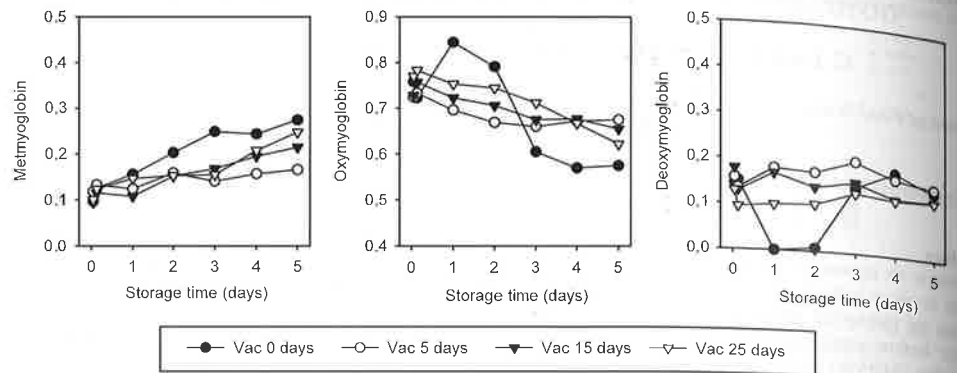 0,5
0,4
0,3
0,2
0,1
0,0
Metmyoglobin
0 1 2 3 4 5
Storage time (days)
0,9
0,8
0,7
0,6
0,5
0,4
Oxymyoglobin
0 1 2 3 4 5
Storage time (days)
0,5
0,4
0,3
0,2
0,1
0,0
Deoxymyoglobin
0 1 2 3 4 5
Storage time (days)
Vac 0 days Vac 5 days Vac 15 days Vac 25 days